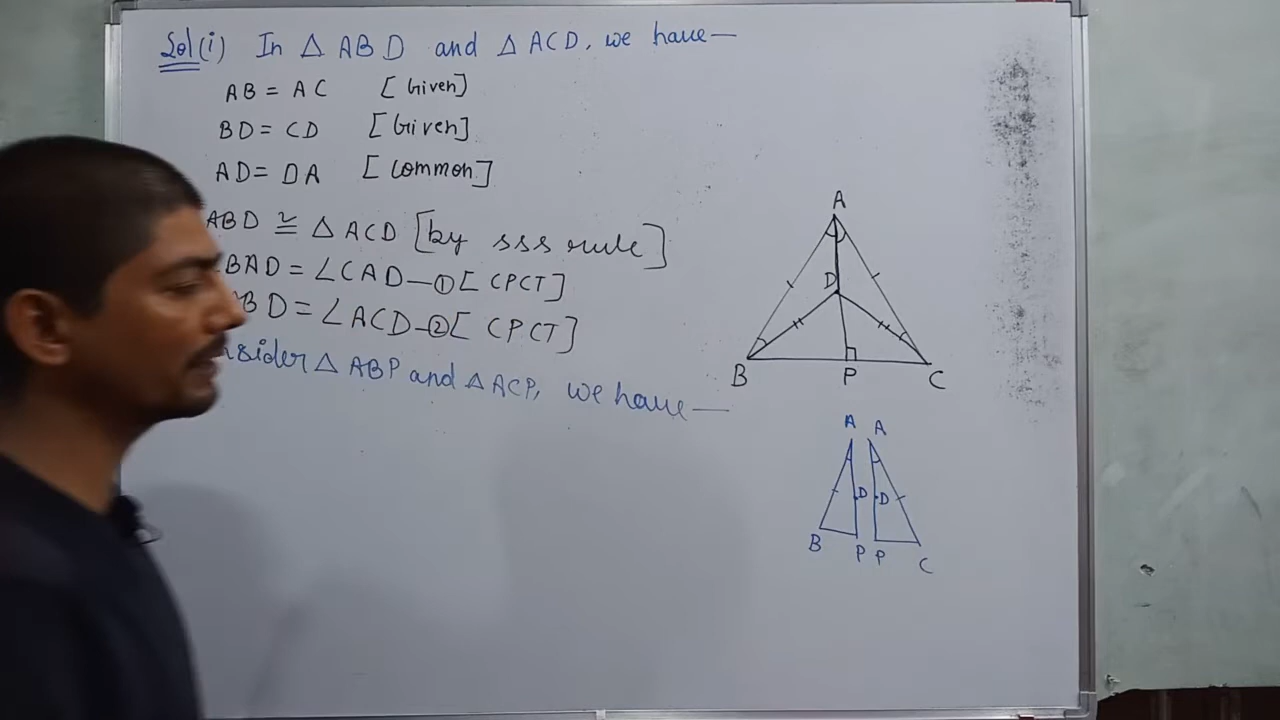 Sol(i) In △ ABD and △ ACD, we have—
AB = AC [Given]
BD = CD [Given]
AD = DA [common]
ABD ≅ △ ACD [by sss rule]
BAD = ∠CAD—① [CPCT]
BD = ∠ACD—② [CPCT]
nsider △ ABP and △ ACP, we have—
A
D
B P C
A A
D D
B P P C